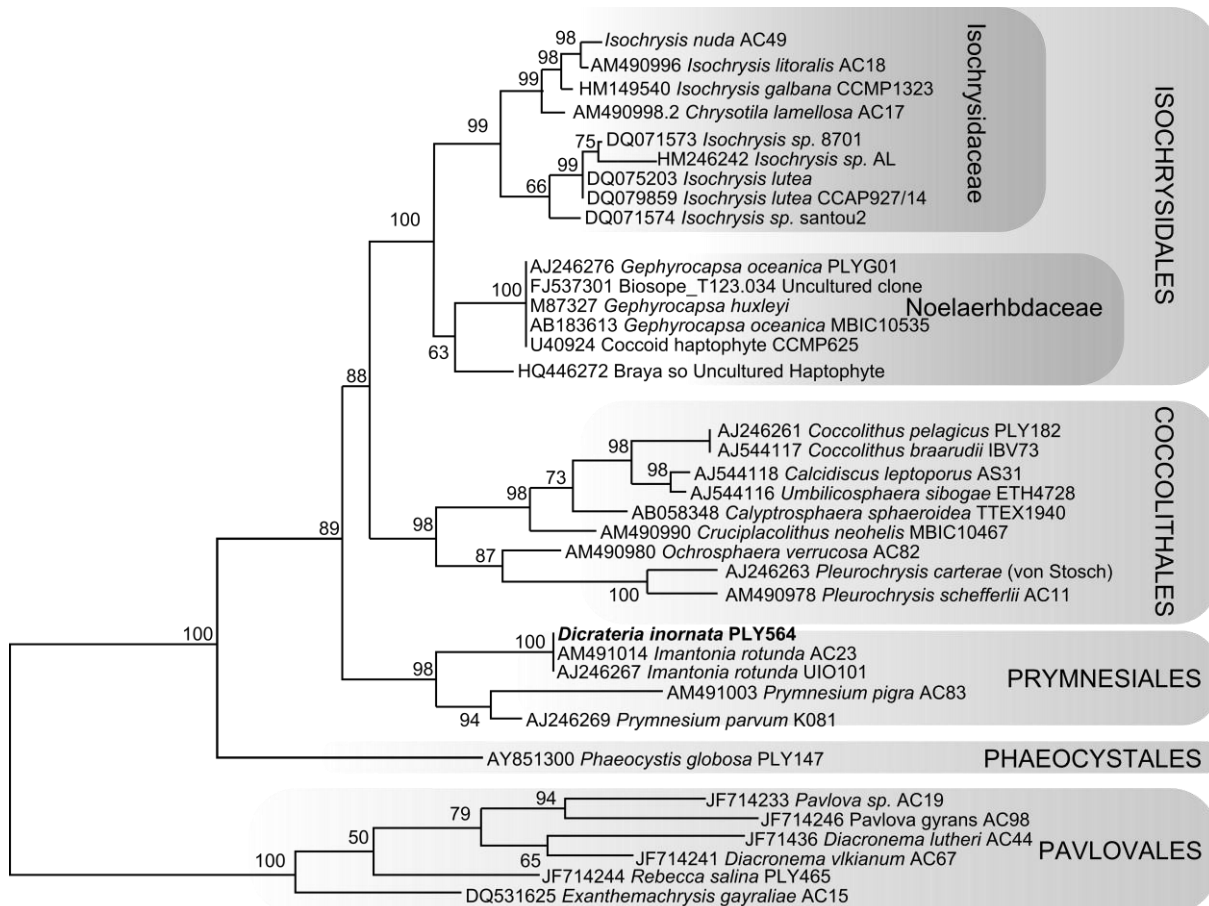 98
Isochrysis nuda AC49
98
AM490996 Isochrysis litoralis AC18
99
HM149540 Isochrysis galbana CCMP1323
AM490998.2 Chrysotila lamellosa AC17
99
75
DQ071573 Isochrysis sp. 8701
HM246242 Isochrysis sp. AL
99
DQ075203 Isochrysis lutea
66
DQ079859 Isochrysis lutea CCAP927/14
DQ071574 Isochrysis sp. santou2
Isochrysidaceae
100
AJ246276 Gephyrocapsa oceanica PLYG01
FJ537301 Biosope_T123.034 Uncultured clone
100
M87327 Gephyrocapsa huxleyi
AB183613 Gephyrocapsa oceanica MBIC10535
U40924 Coccoid haptophyte CCMP625
63
HQ446272 Braya so Uncultured Haptophyte
Noelaerhbdaceae
ISOCHRYSIDALES
88
AJ246261 Coccolithus pelagicus PLY182
98
AJ544117 Coccolithus braarudii IBV73
98
AJ544118 Calcidiscus leptoporus AS31
73
AJ544116 Umbilicosphaera sibogae ETH4728
98
AB058348 Calyptrosphaera sphaeroidea TTEX1940
98
AM490990 Cruciplacolithus neohelis MBIC10467
87
AM490980 Ochrosphaera verrucosa AC82
AJ246263 Pleurochrysis carterae (von Stosch)
100
AM490978 Pleurochrysis schefferlii AC11
COCCOLITHALES
89
100
100
Dicrateria inornata PLY564
AM491014 Imantonia rotunda AC23
98
AJ246267 Imantonia rotunda UIO101
AM491003 Prymnesium pigra AC83
94
AJ246269 Prymnesium parvum K081
PRYMNESIALES
AY851300 Phaeocystis globosa PLY147
PHAEOCYSTALES
94
JF714233 Pavlova sp. AC19
79
JF714246 Pavlova gyrans AC98
50
JF71436 Diacronema lutheri AC44
65
JF714241 Diacronema vlkianum AC67
100
JF714244 Rebecca salina PLY465
DQ531625 Exanthemachrysis gayraliae AC15
PAVLOVALES